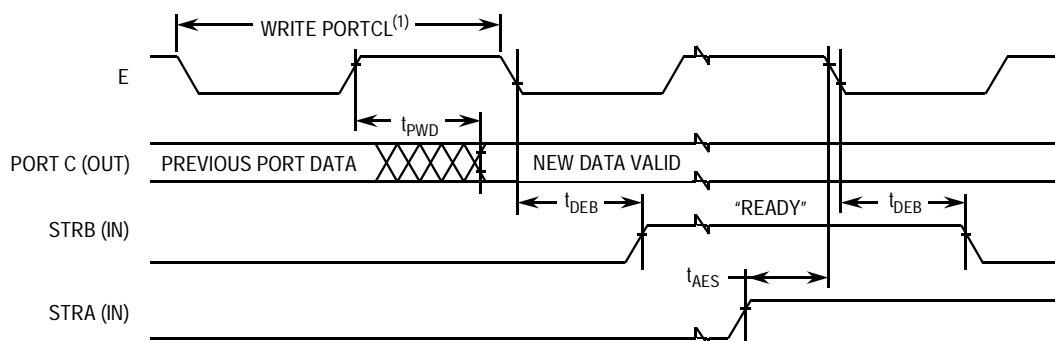 WRITE PORTCL(1)
E
tPWD
PORT C (OUT)
PREVIOUS PORT DATA
NEW DATA VALID
tDEB
"READY"
tDEB
STRB (IN)
tAES
STRA (IN)